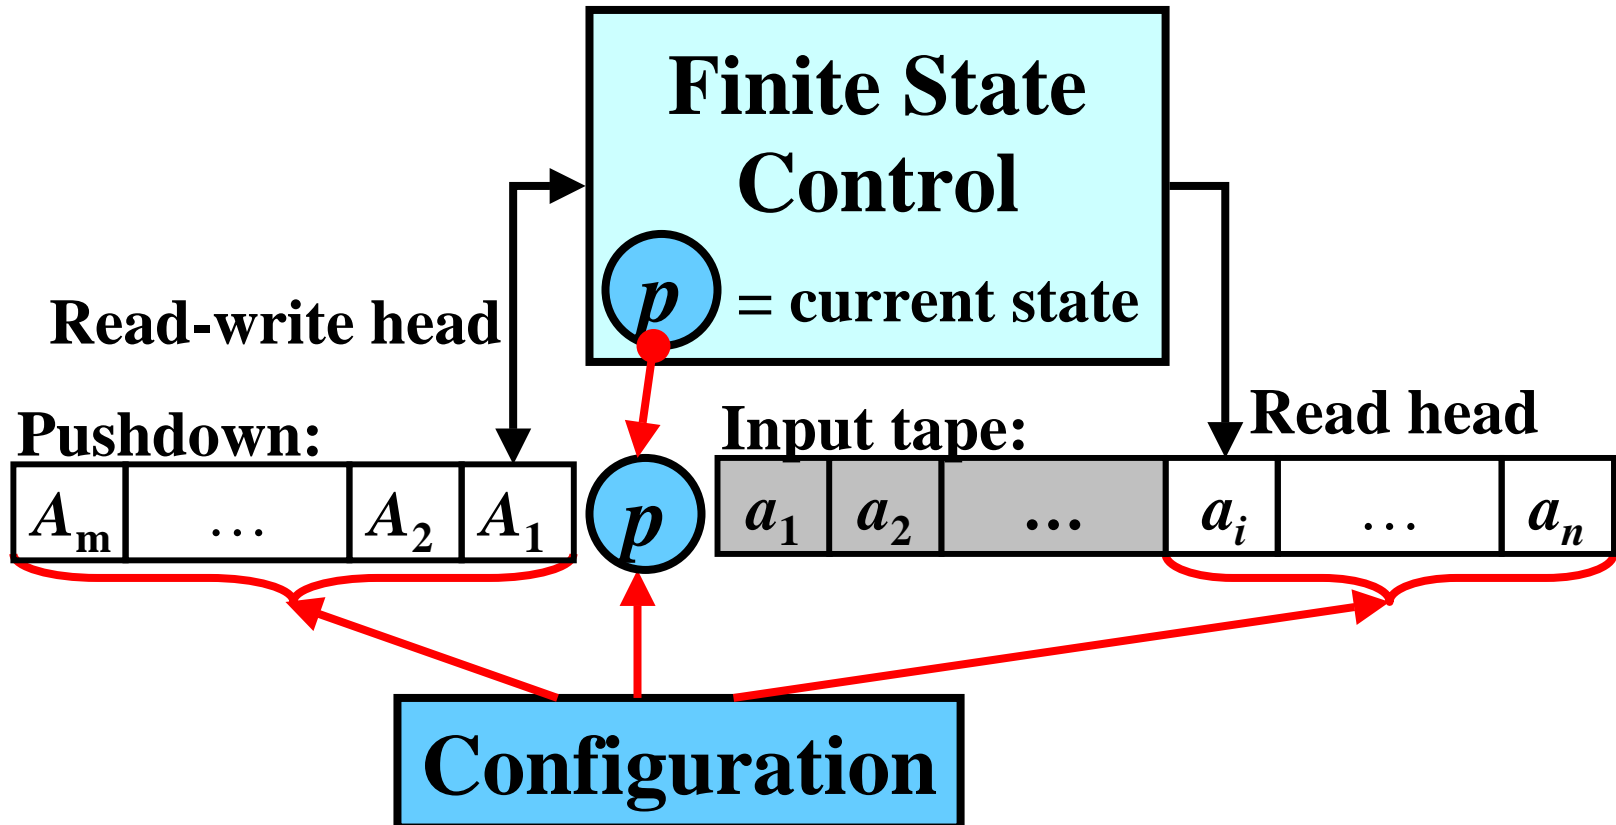 Finite State
Control
p = current state
Read-write head
Pushdown:
Input tape:
Read head
Aₘ … A₂ A₁ p a₁ a₂ … aᵢ … aₙ
Configuration